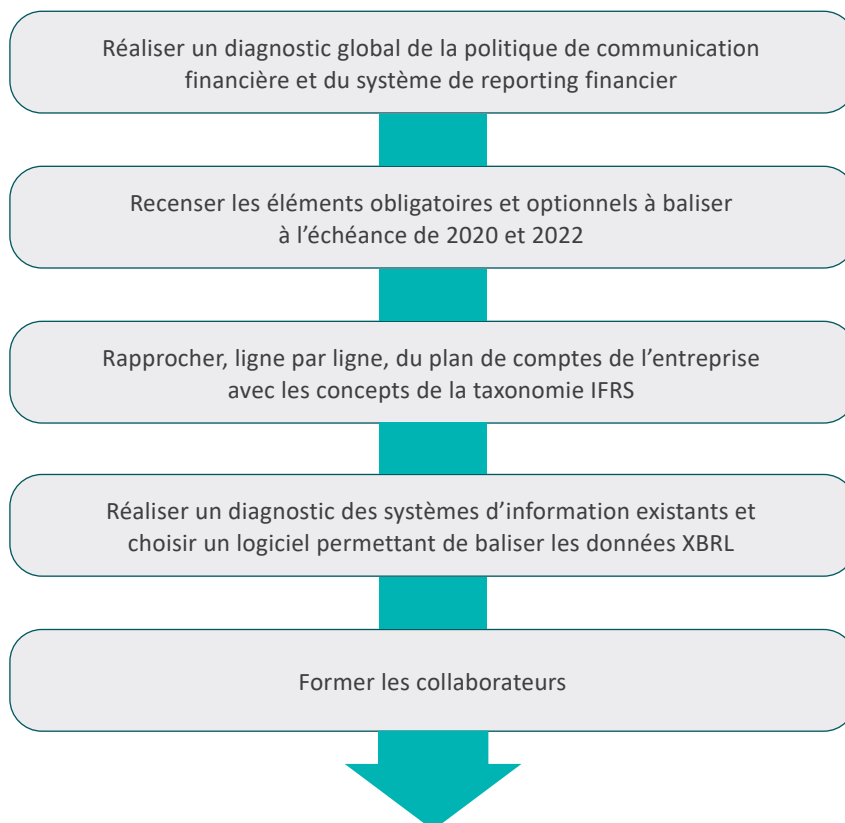 Réaliser un diagnostic global de la politique de communication
financière et du système de reporting financier
Recenser les éléments obligatoires et optionnels à baliser
à l’échéance de 2020 et 2022
Rapprocher, ligne par ligne, du plan de comptes de l’entreprise
avec les concepts de la taxonomie IFRS
Réaliser un diagnostic des systèmes d’information existants et
choisir un logiciel permettant de baliser les données XBRL
Former les collaborateurs